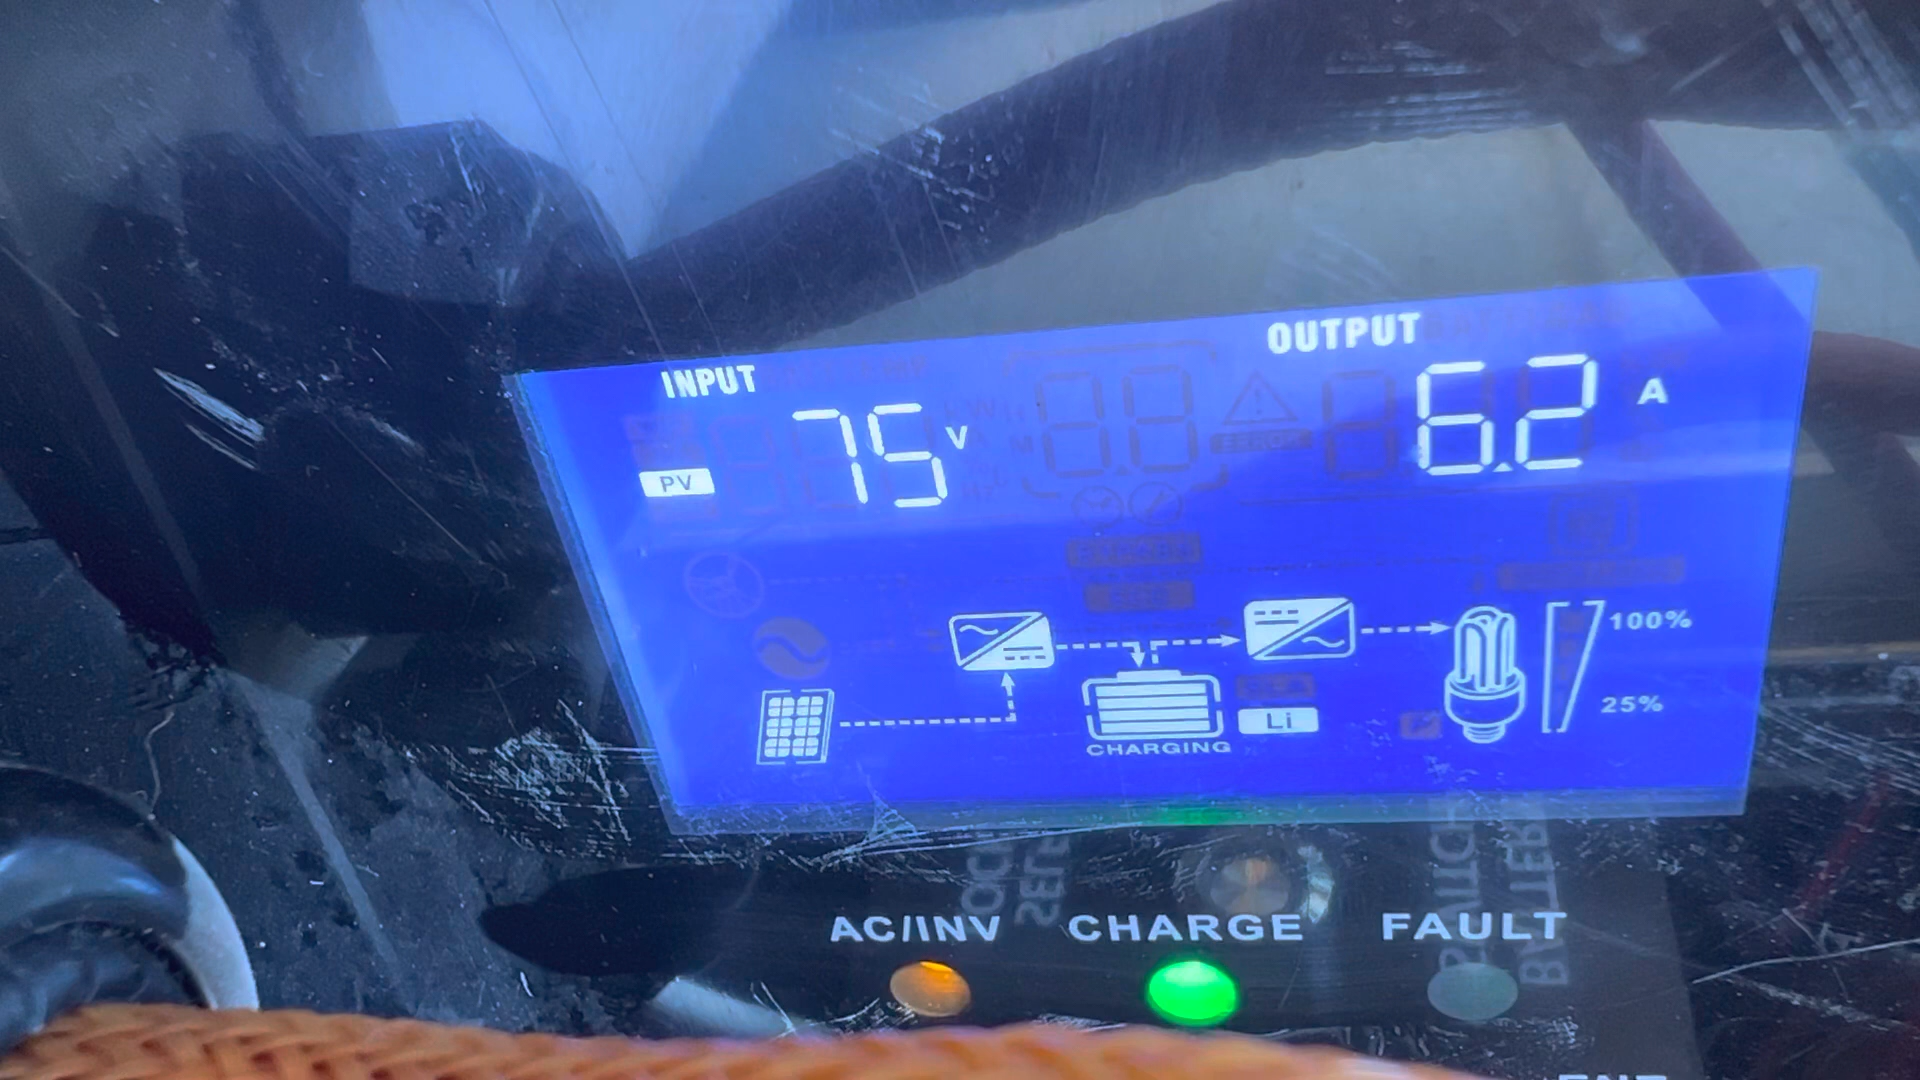 INPUT
OUTPUT
PV
75 V
6.2 A
100%
25%
Li
CHARGING
AC/INV
CHARGE
FAULT